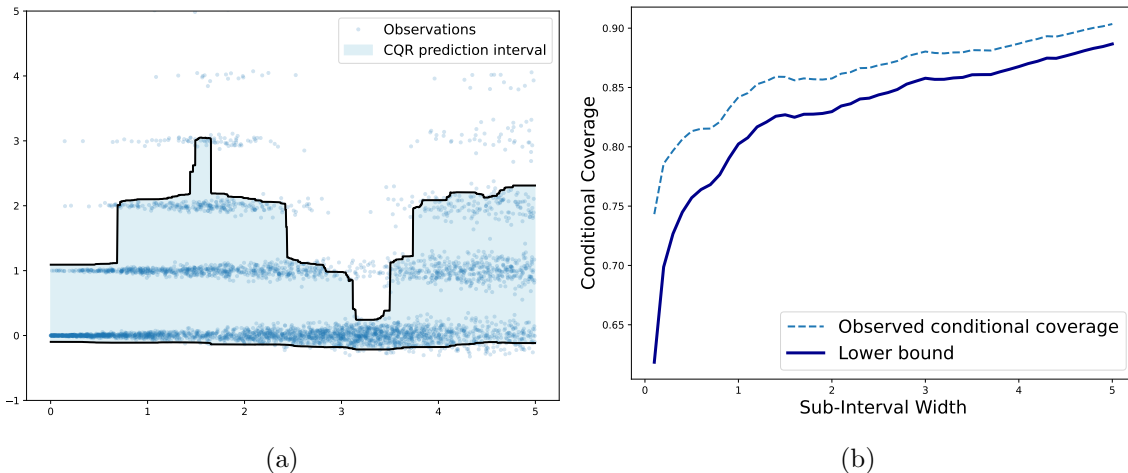 5
4
3
2
1
0
−1
0 1 2 3 4 5
Observations
CQR prediction interval
(a)
Conditional Coverage
0.90
0.85
0.80
0.75
0.70
0.65
0 1 2 3 4 5
Observed conditional coverage
Lower bound
Sub-Interval Width
(b)